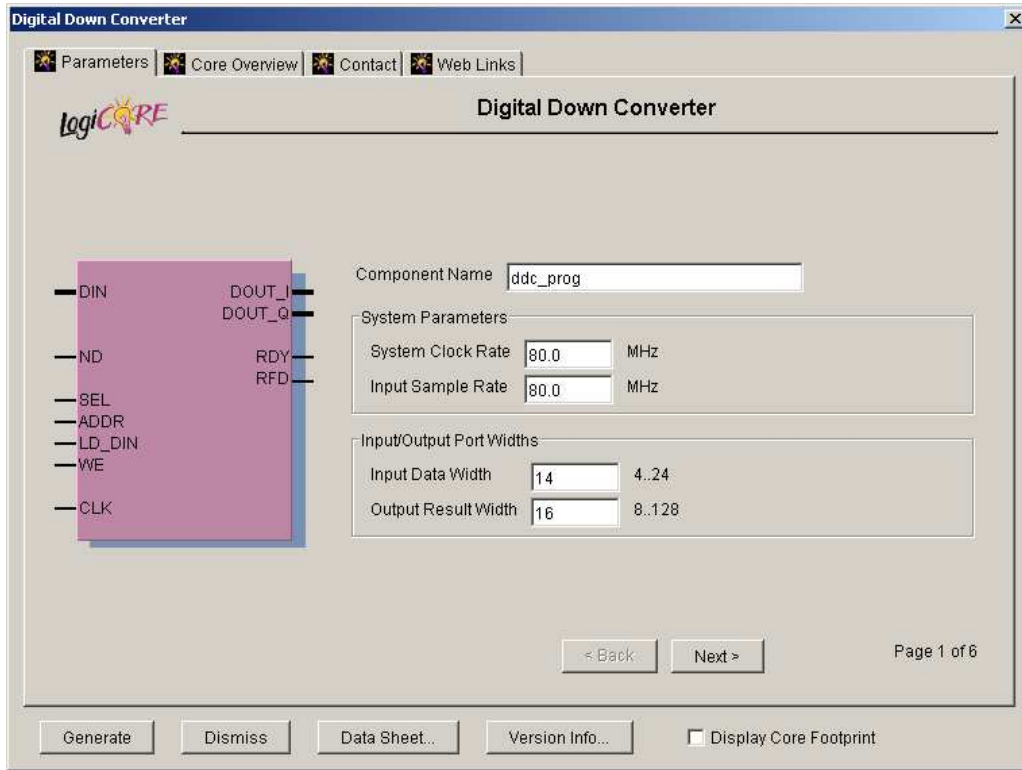 Digital Down Converter
Parameters Core Overview Contact Web Links
LogiCORE
Digital Down Converter
DIN
ND
SEL
ADDR
LD_DIN
WE
CLK
DOUT_I
DOUT_Q
RDY
RFD
Component Name ddc_prog
System Parameters
System Clock Rate 80.0 MHz
Input Sample Rate 80.0 MHz
Input/Output Port Widths
Input Data Width 14 4..24
Output Result Width 16 8..128
< Back Next > Page 1 of 6
Generate Dismiss Data Sheet... Version Info... Display Core Footprint